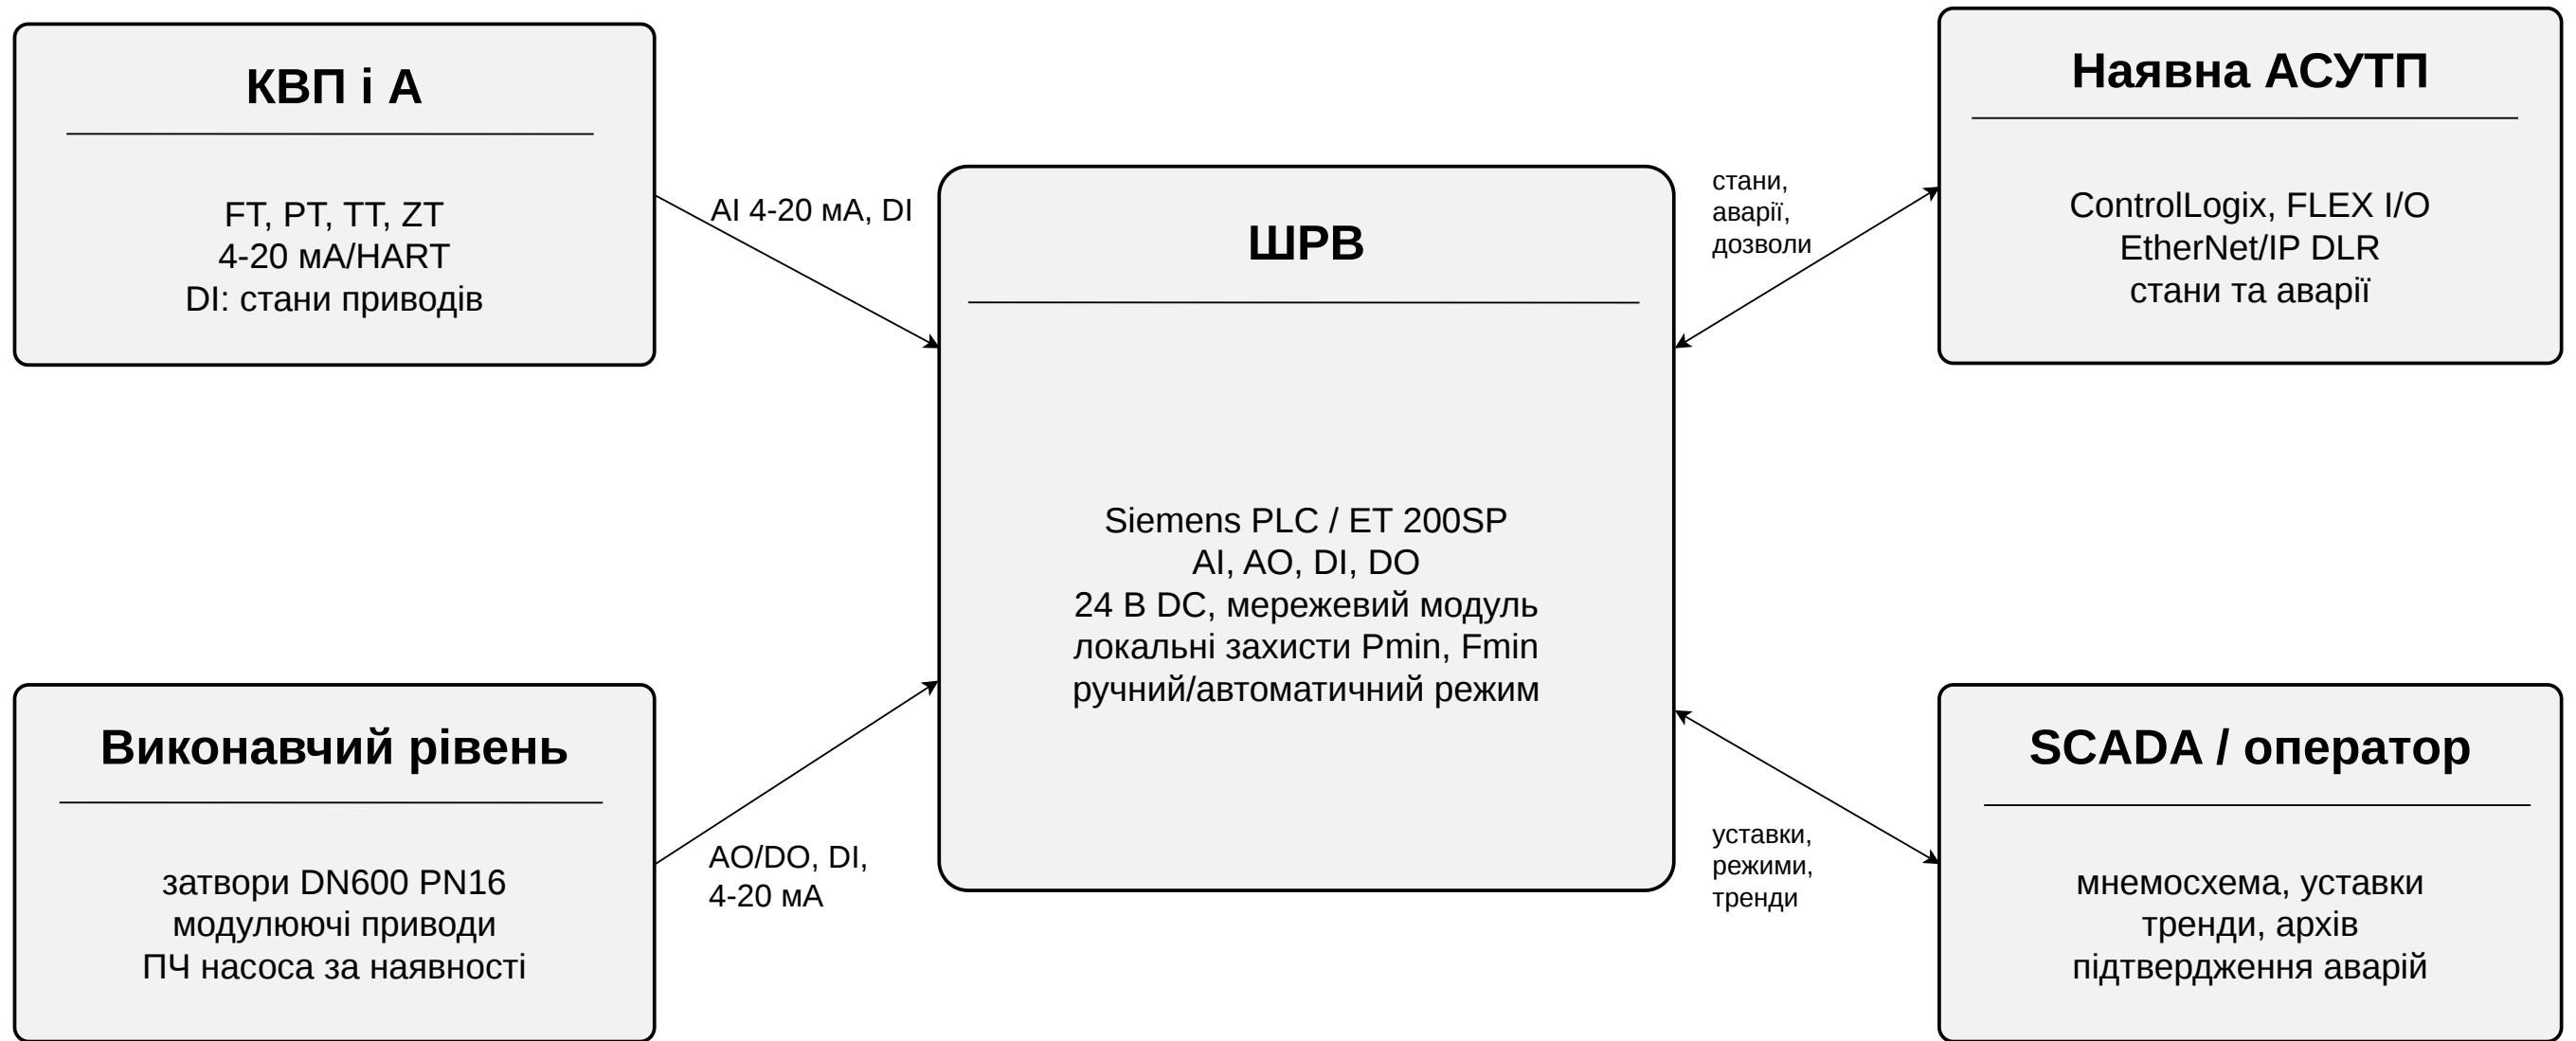 КВП і А
FT, PT, TT, ZT
4-20 мА/HART
DI: стани приводів
AI 4-20 мА, DI
ШРВ
Siemens PLC / ET 200SP
AI, AO, DI, DO
24 В DC, мережевий модуль
локальні захисти Pmin, Fmin
ручний/автоматичний режим
стани,
аварії,
дозволи
Наявна АСУТП
ControlLogix, FLEX I/O
EtherNet/IP DLR
стани та аварії
Виконавчий рівень
затвори DN600 PN16
модулюючі приводи
ПЧ насоса за наявності
AO/DO, DI,
4-20 мА
уставки,
режими,
тренди
SCADA / оператор
мнемосхема, уставки
тренди, архів
підтвердження аварій